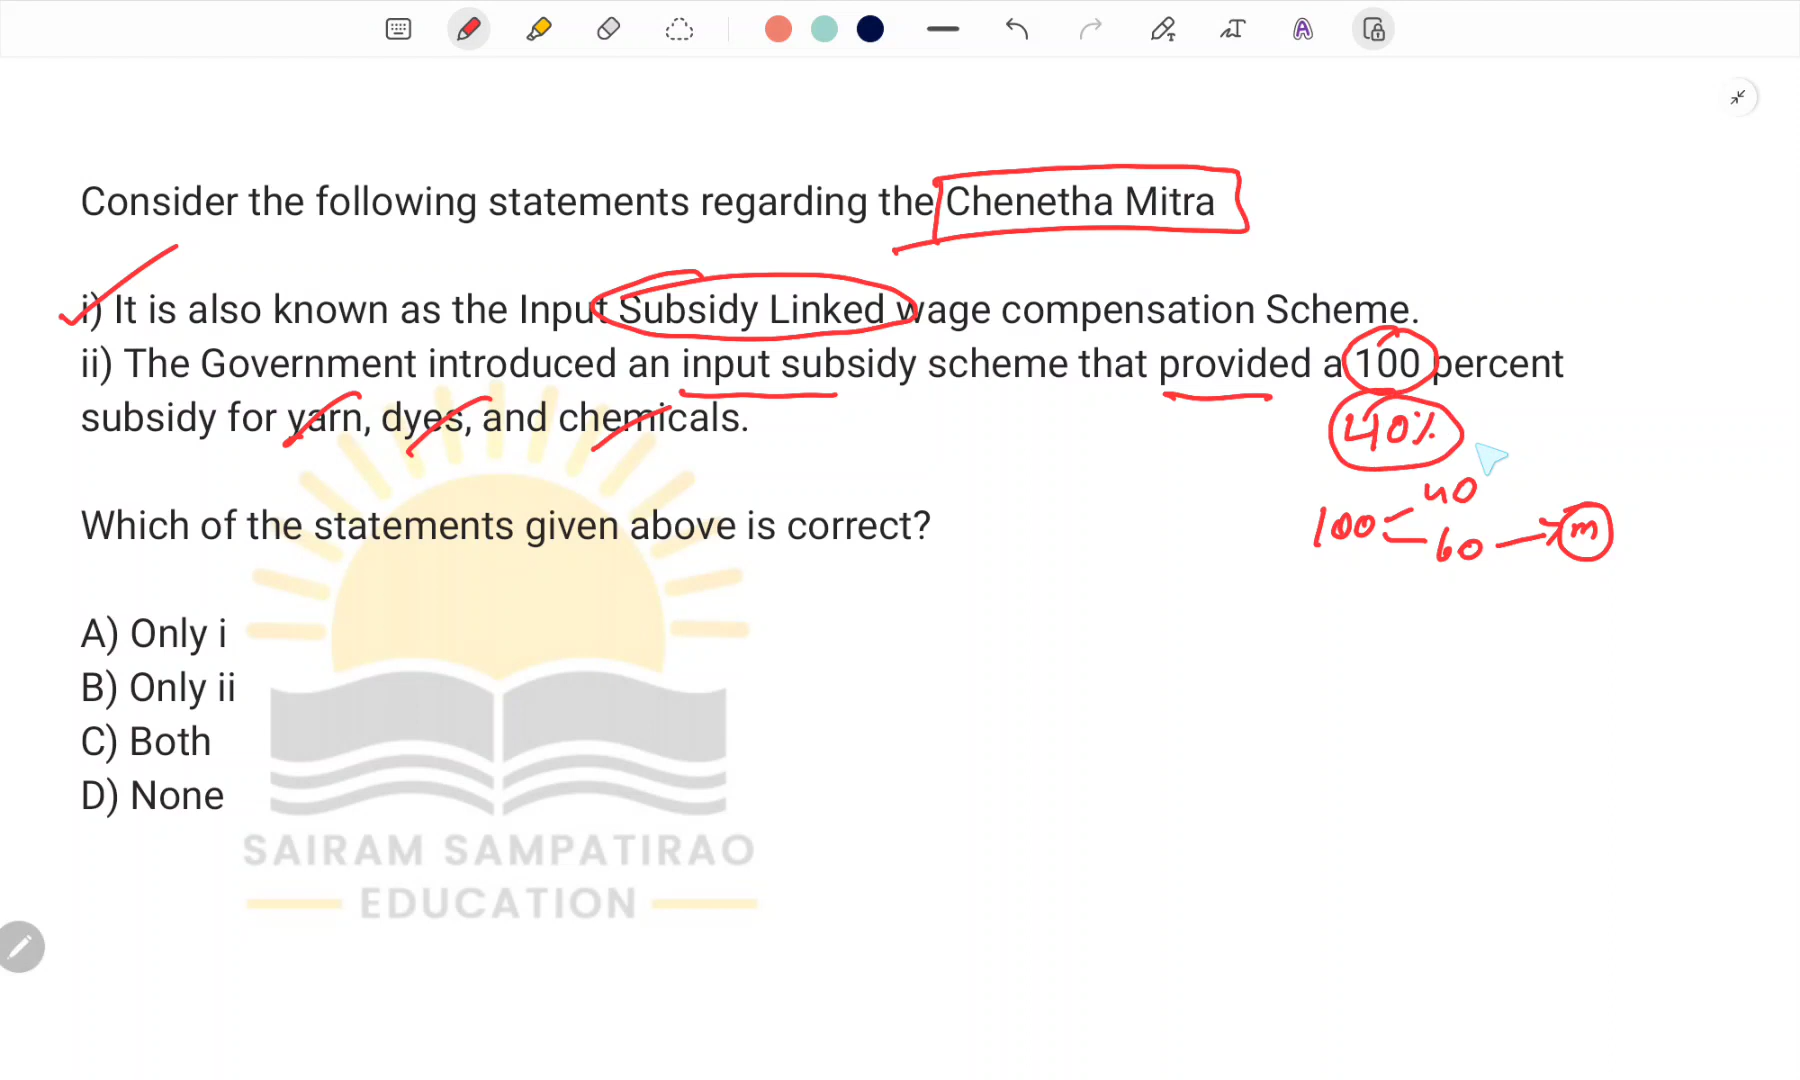 Consider the following statements regarding the Chenetha Mitra
i) It is also known as the Input Subsidy Linked wage compensation Scheme.
ii) The Government introduced an input subsidy scheme that provided a 100 percent
subsidy for yarn, dyes, and chemicals.
40%
40
100
60
m
Which of the statements given above is correct?
A) Only i
B) Only ii
C) Both
D) None
SAIRAM SAMPATIRAO
EDUCATION